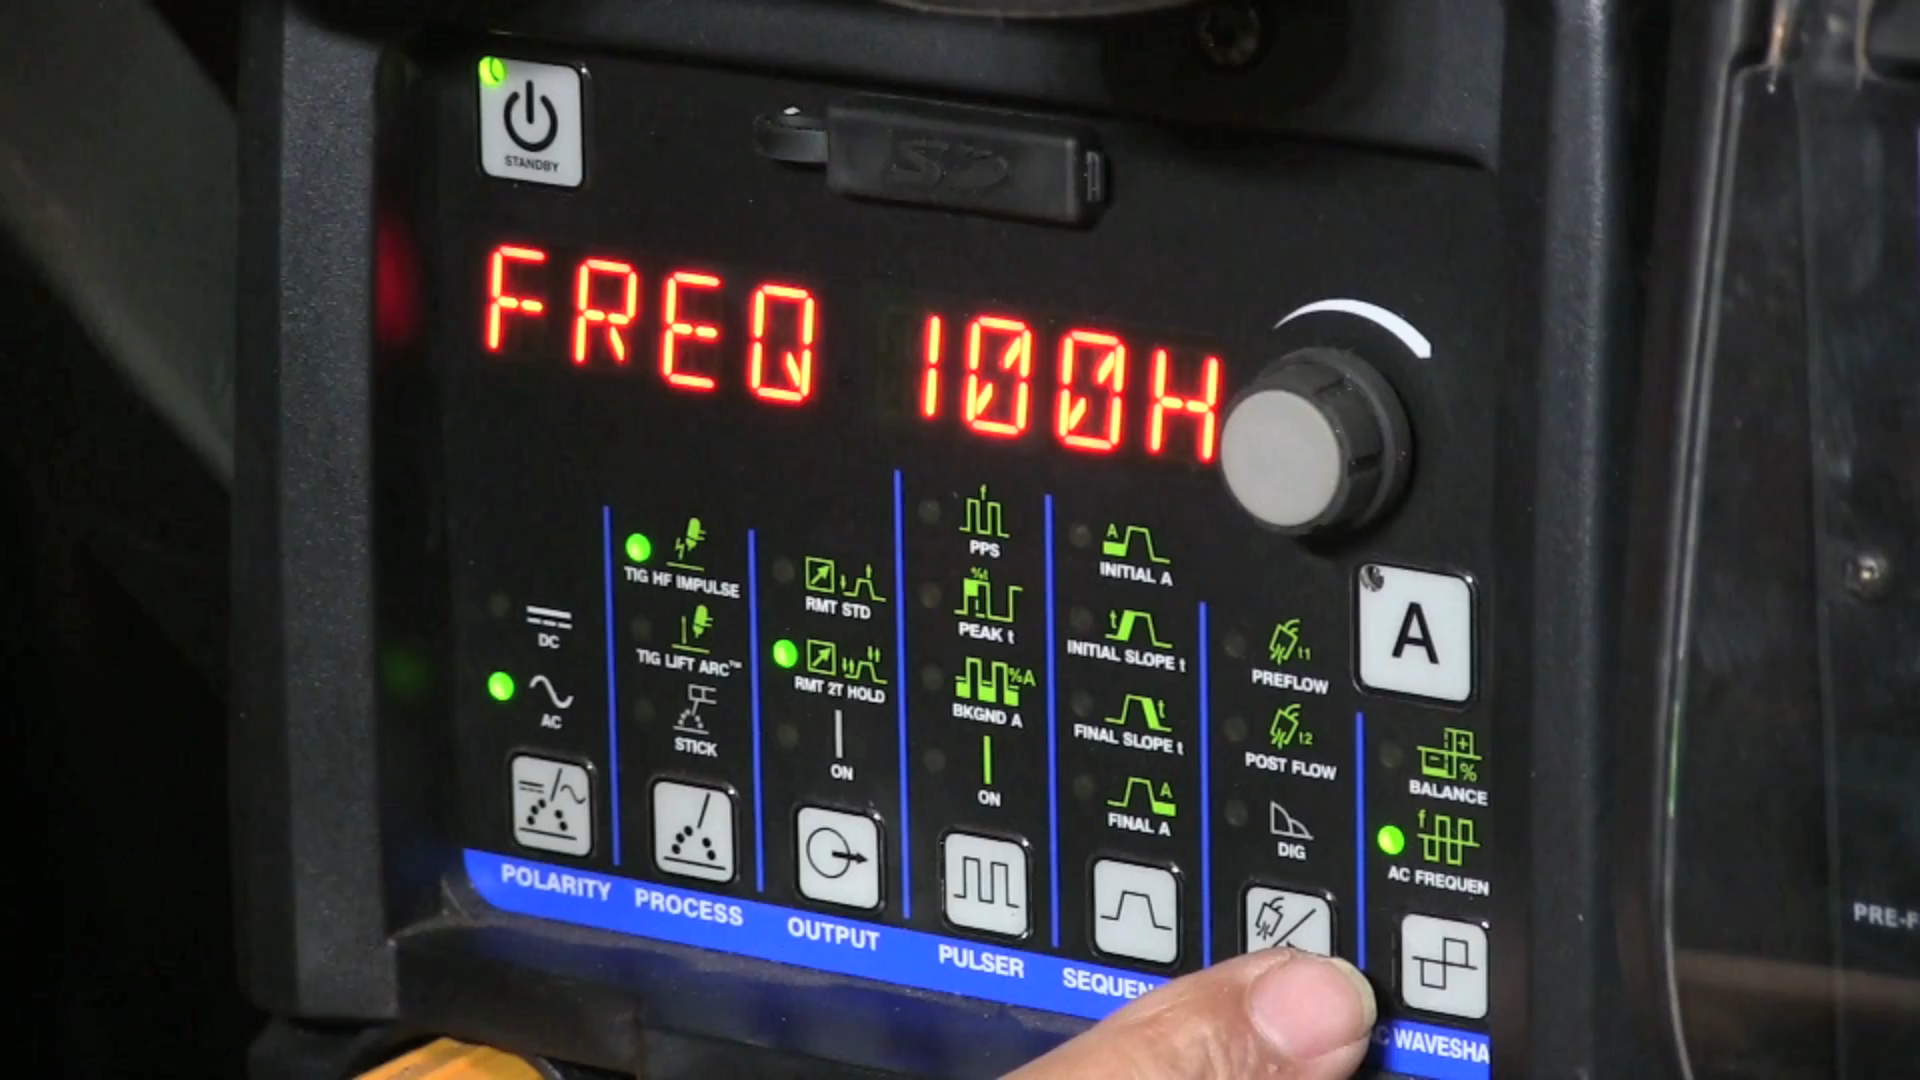 STANDBY
SD
FREQ 100H
A
DC
AC
TIG HF IMPULSE
TIG LIFT ARC™
STICK
RMT STD
RMT 2T HOLD
ON
f
PPS
%t
PEAK t
%A
BKGND A
ON
A
INITIAL A
t
INITIAL SLOPE t
t
FINAL SLOPE t
A
FINAL A
t1
PREFLOW
t2
POST FLOW
DIG
%
BALANCE
f
AC FREQUEN
POLARITY
PROCESS
OUTPUT
PULSER
SEQUEN
C WAVESHA
PRE-F